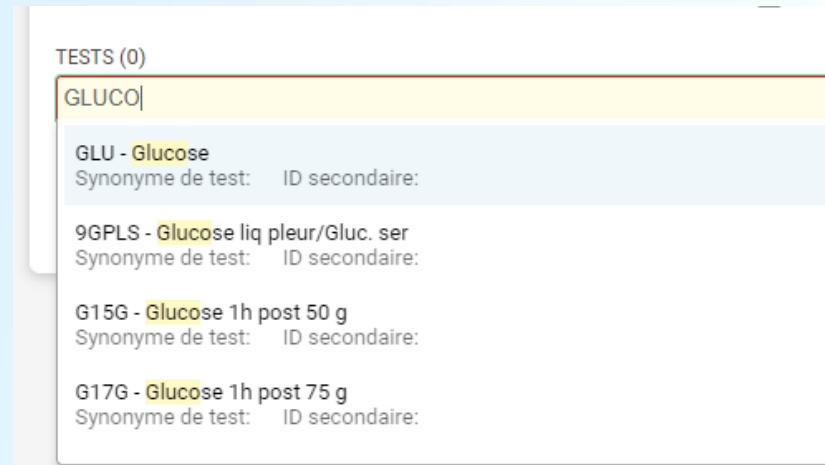 TESTS (0)
GLUCO
GLU - Glucose
Synonyme de test: ID secondaire:
9GPLS - Glucose liq pleur/Gluc. ser
Synonyme de test: ID secondaire:
G15G - Glucose 1h post 50 g
Synonyme de test: ID secondaire:
G17G - Glucose 1h post 75 g
Synonyme de test: ID secondaire: